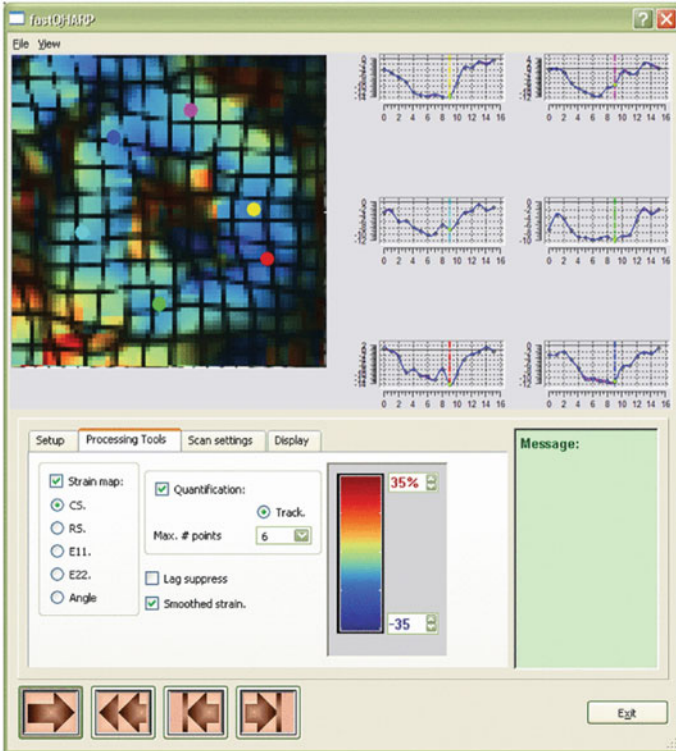 fastQHARP
File View
0 2 4 6 8 10 12 14 16
0 2 4 6 8 10 12 14 16
0 2 4 6 8 10 12 14 16
0 2 4 6 8 10 12 14 16
0 2 4 6 8 10 12 14 16
0 2 4 6 8 10 12 14 16
Setup Processing Tools Scan settings Display
Strain map:
CS.
RS.
E11.
E22.
Angle
Quantification:
Track.
Max. # points 6
Lag suppress
Smoothed strain.
35%
-35
Message:
Exit